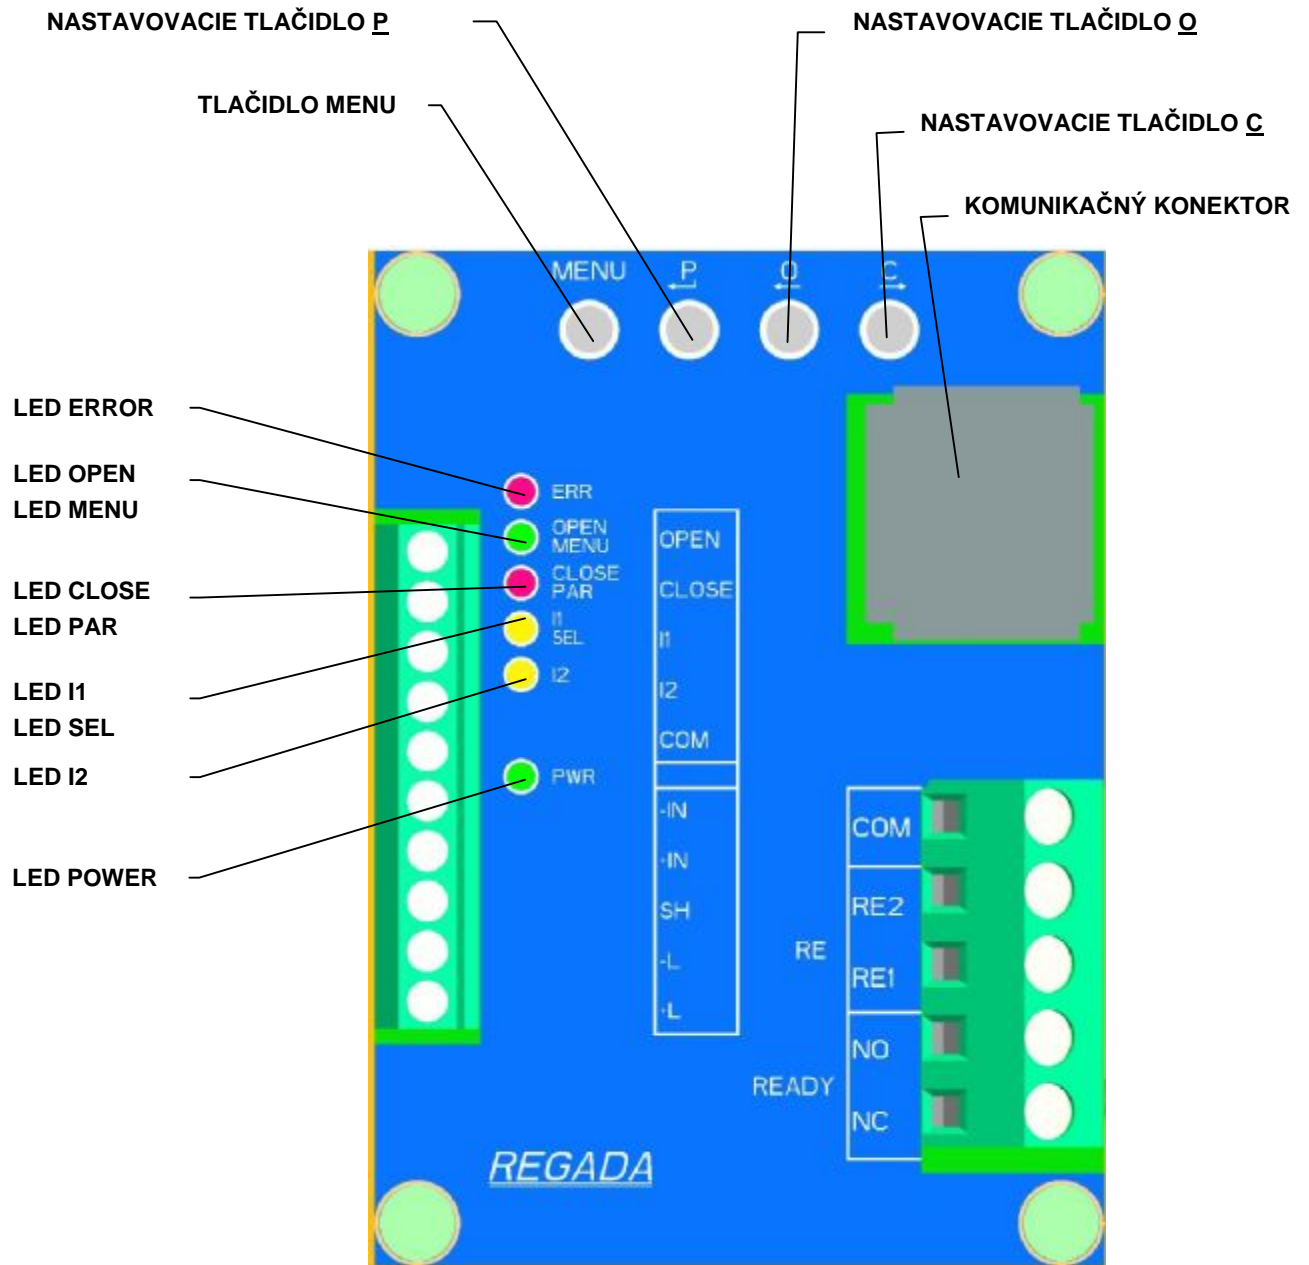 NASTAVOVACIE TLAČIDLO P
NASTAVOVACIE TLAČIDLO O
TLAČIDLO MENU
NASTAVOVACIE TLAČIDLO C
KOMUNIKAČNÝ KONEKTOR
MENU
P
O
C
LED ERROR
LED OPEN
LED MENU
LED CLOSE
LED PAR
LED I1
LED SEL
LED I2
LED POWER
ERR
OPEN
MENU
CLOSE
PAR
I1
SEL
I2
PWR
OPEN
CLOSE
I1
I2
COM
-IN
-IN
SH
-L
+L
COM
RE2
RE
RE1
NO
READY
NC
REGADA